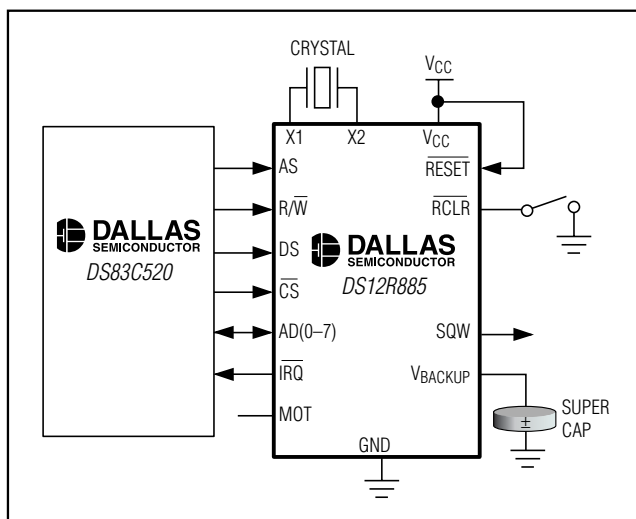 CRYSTAL
VCC
X1
X2
VCC
AS
RESET
R/W
RCLR
DALLAS
SEMICONDUCTOR
DS83C520
DS
DALLAS
SEMICONDUCTOR
DS12R885
CS
AD(0–7)
SQW
IRQ
VBACKUP
MOT
SUPER
CAP
±
GND